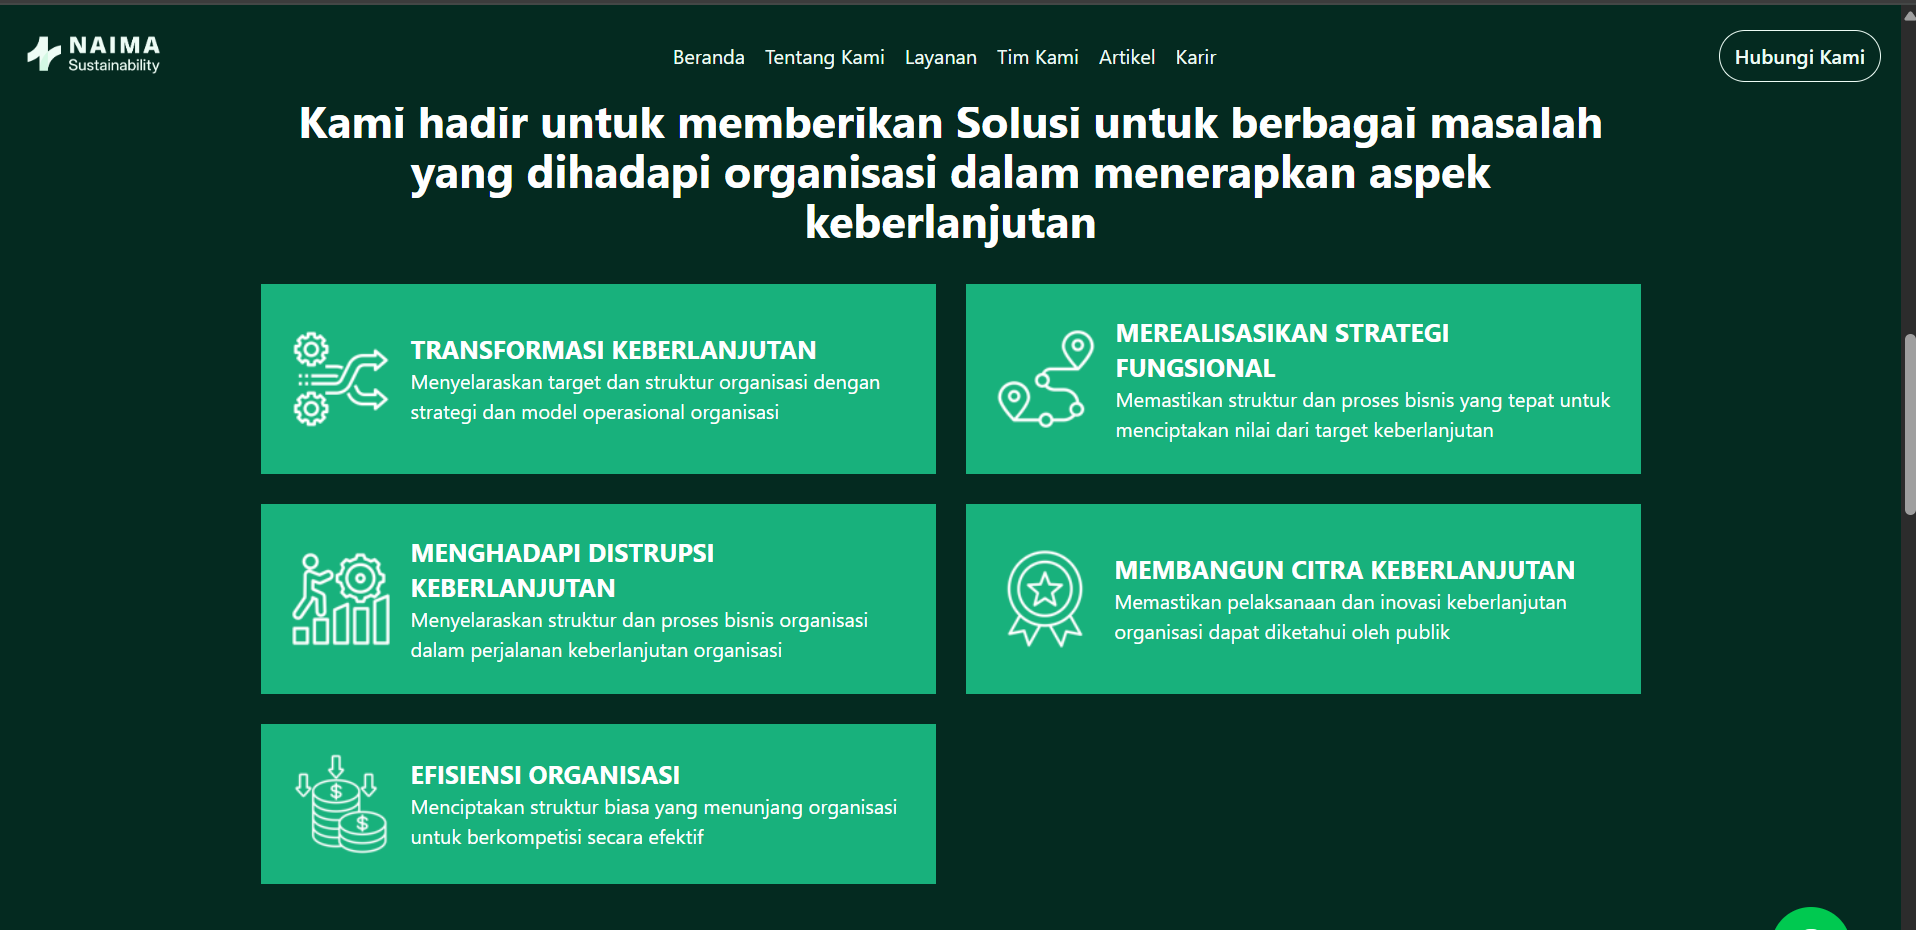 NAIMA
Sustainability
Beranda Tentang Kami Layanan Tim Kami Artikel Karir
Hubungi Kami
Kami hadir untuk memberikan Solusi untuk berbagai masalah
yang dihadapi organisasi dalam menerapkan aspek
keberlanjutan
TRANSFORMASI KEBERLANJUTAN
Menyelaraskan target dan struktur organisasi dengan
strategi dan model operasional organisasi
MEREALISASIKAN STRATEGI
FUNGSIONAL
Memastikan struktur dan proses bisnis yang tepat untuk
menciptakan nilai dari target keberlanjutan
MENGHADAPI DISTRUPSI
KEBERLANJUTAN
Menyelaraskan struktur dan proses bisnis organisasi
dalam perjalanan keberlanjutan organisasi
MEMBANGUN CITRA KEBERLANJUTAN
Memastikan pelaksanaan dan inovasi keberlanjutan
organisasi dapat diketahui oleh publik
EFISIENSI ORGANISASI
Menciptakan struktur biasa yang menunjang organisasi
untuk berkompetisi secara efektif